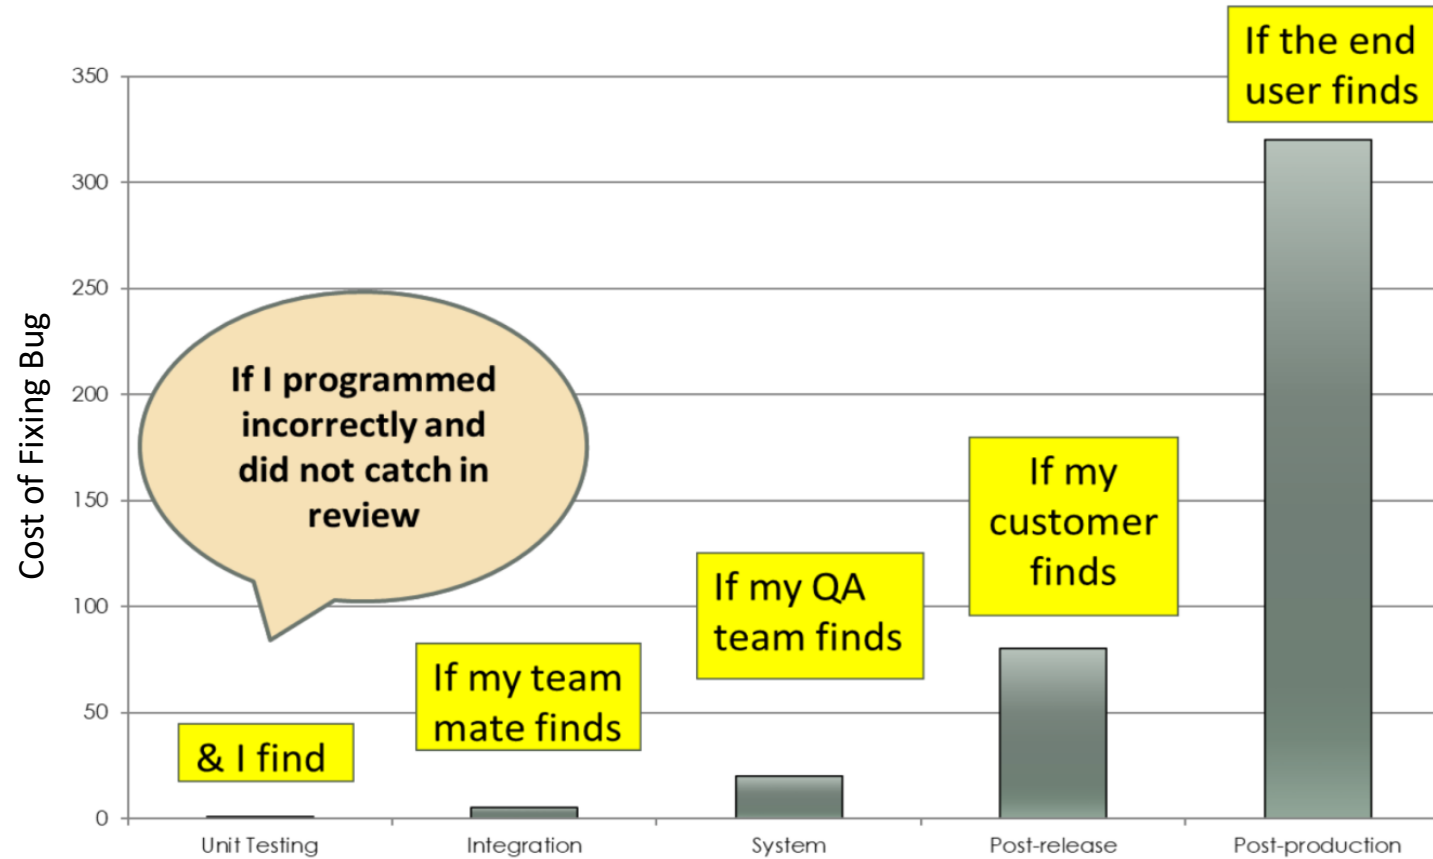 If the end
user finds
350
300
250
200
150
100
50
0
Cost of Fixing Bug
If I programmed
incorrectly and
did not catch in
review
If my
customer
finds
If my QA
team finds
If my team
mate finds
& I find
Unit Testing
Integration
System
Post-release
Post-production